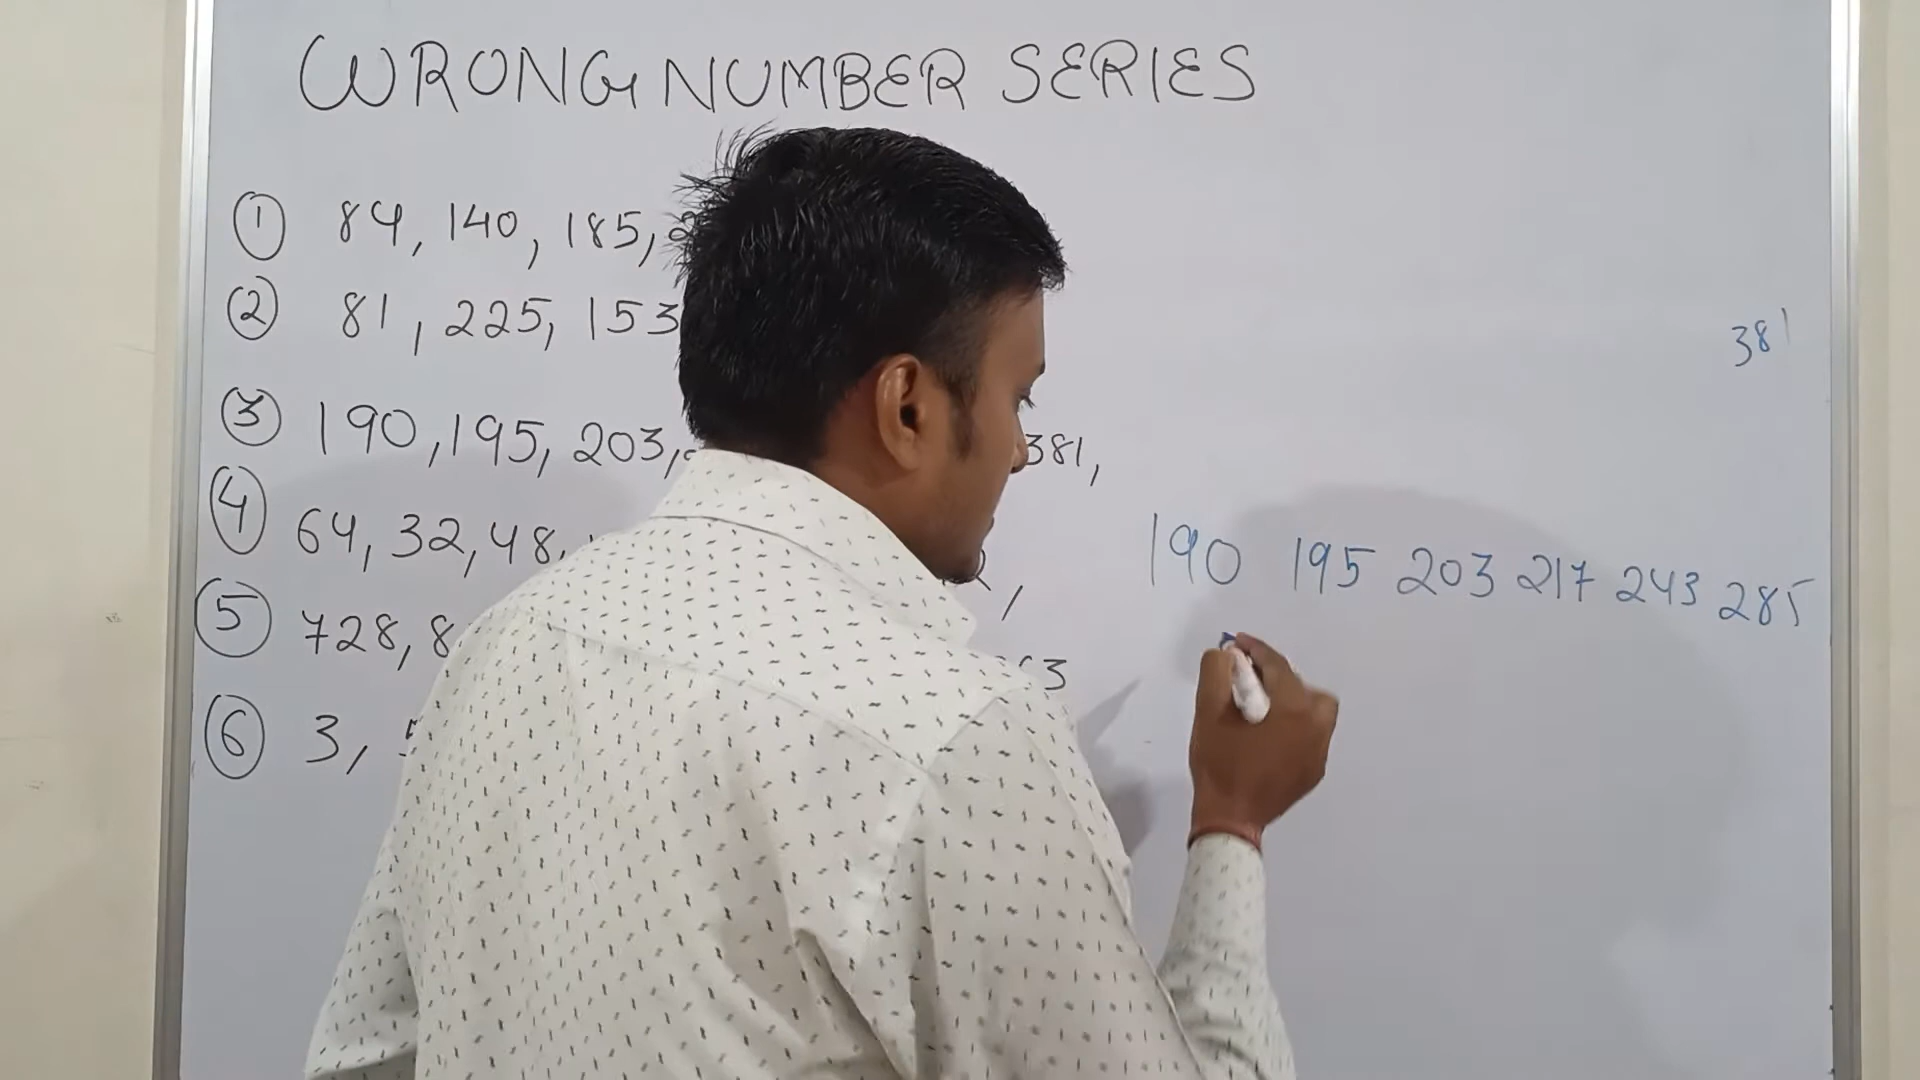 WRONG NUMBER SERIES
① 84, 140, 185,
② 81, 225, 153
③ 190, 195, 203, 381,
④ 64, 32, 48,
⑤ 728, 8 3
⑥ 3,
381
190 195 203 217 243 285